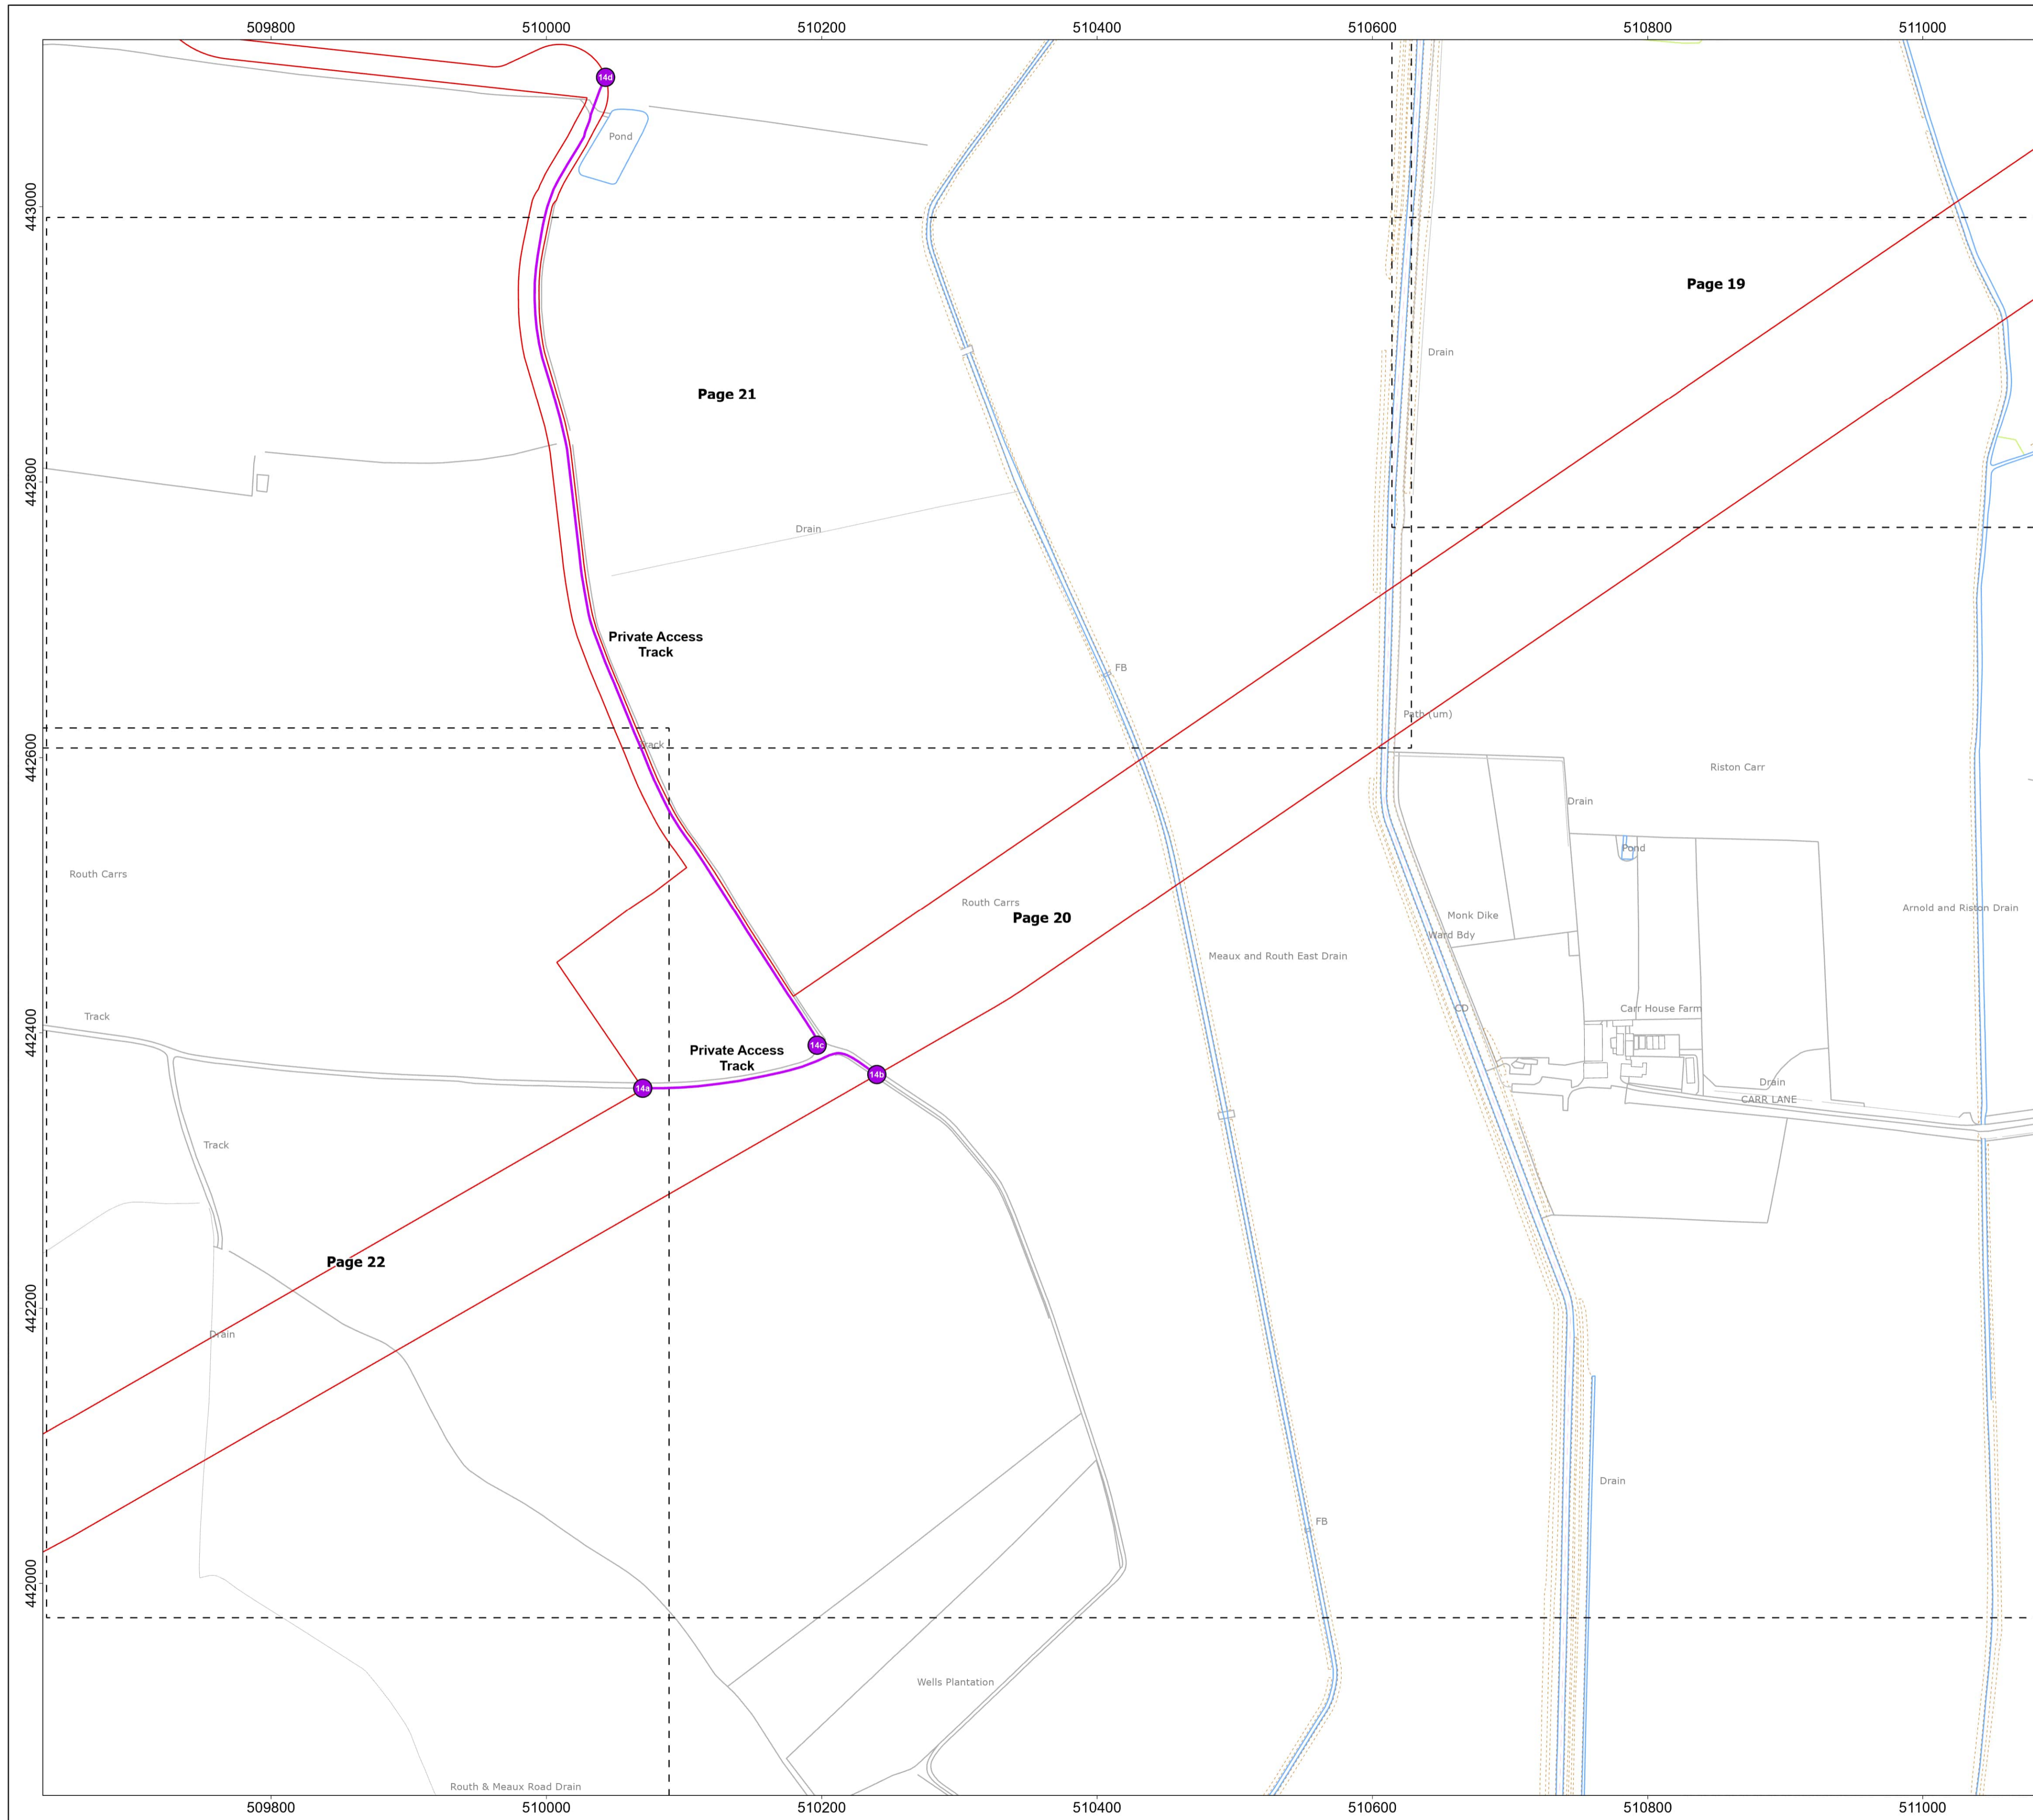 509800 510000 510200 510400 510600 510800 511000
14d
Pond
443000
Page 19
Drain
Page 21
442800
Drain
Private Access
Track
FB
Path (um)
442600
Track
Riston Carr
Drain
Pond
Routh Carrs
Routh Carrs
Page 20
Arnold and Riston Drain
Monk Dike
Ward Bdy
Meaux and Routh East Drain
CD
Carr House Farm
442400
Track
14c
Private Access
Track
14b
14a
Drain
CARR LANE
Track
Page 22
442200
Drain
Drain
FB
442000
Wells Plantation
Routh & Meaux Road Drain
509800 510000 510200 510400 510600 510800 511000